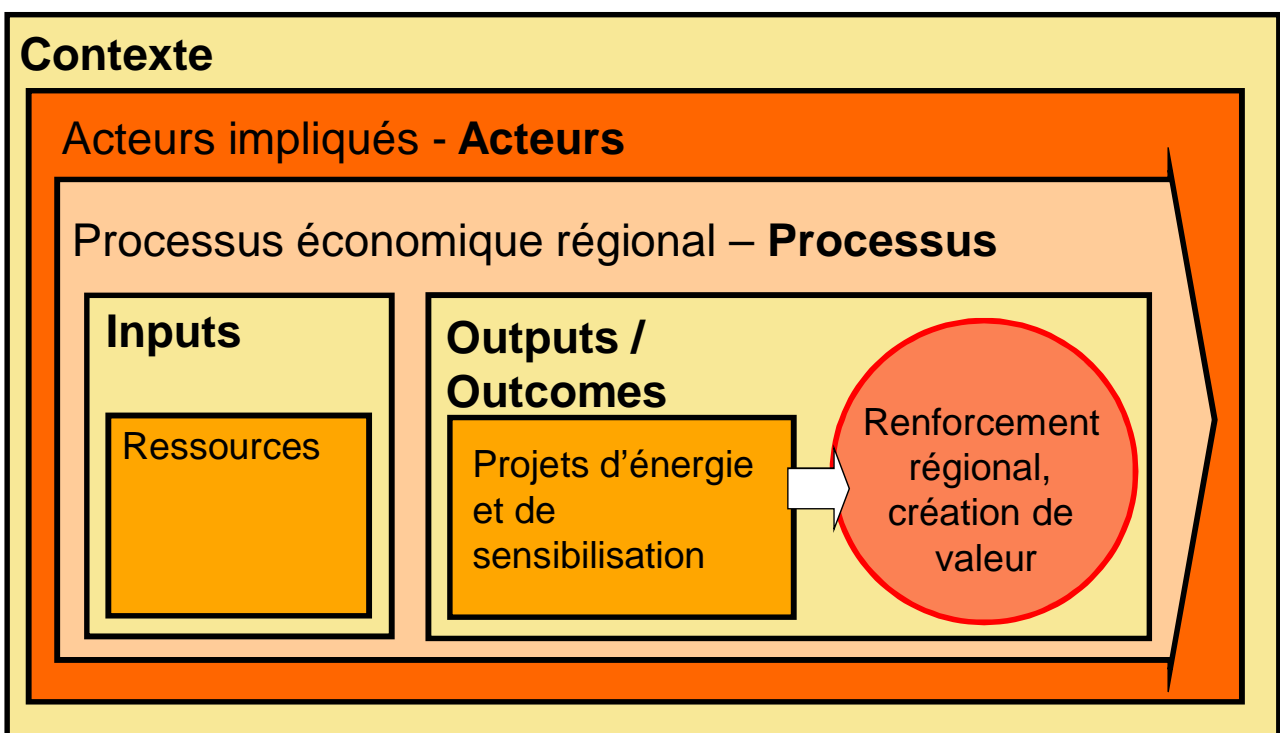 Contexte
Acteurs impliqués - Acteurs
Processus économique régional – Processus
Inputs
Ressources
Outputs /
Outcomes
Projets d’énergie
et de
sensibilisation
Renforcement
régional,
création de
valeur